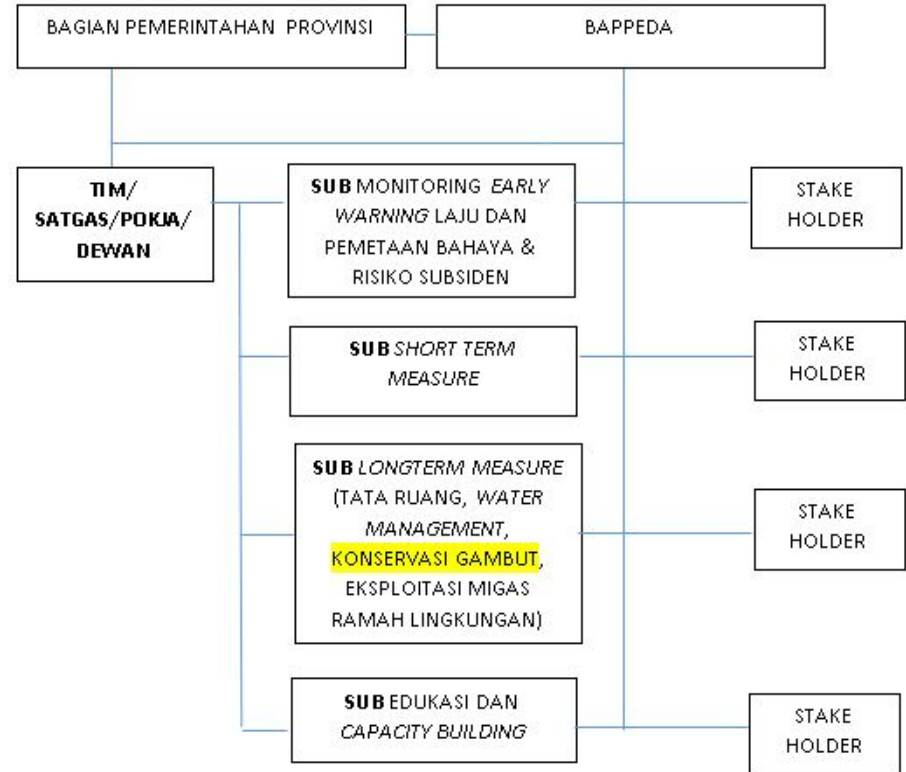 BAGIAN PEMERINTAHAN PROVINSI
BAPPEDA
TIM/
SATGAS/POKJA/
DEWAN
SUB MONITORING EARLY
WARNING LAJU DAN
PEMETAAN BAHAYA &
RISIKO SUBSIDEN
STAKE
HOLDER
SUB SHORT TERM
MEASURE
STAKE
HOLDER
SUB LONGTERM MEASURE
(TATA RUANG, WATER
MANAGEMENT,
KONSERVASI GAMBUT,
EKSPLOITASI MIGAS
RAMAH LINGKUNGAN)
STAKE
HOLDER
SUB EDUKASI DAN
CAPACITY BUILDING
STAKE
HOLDER